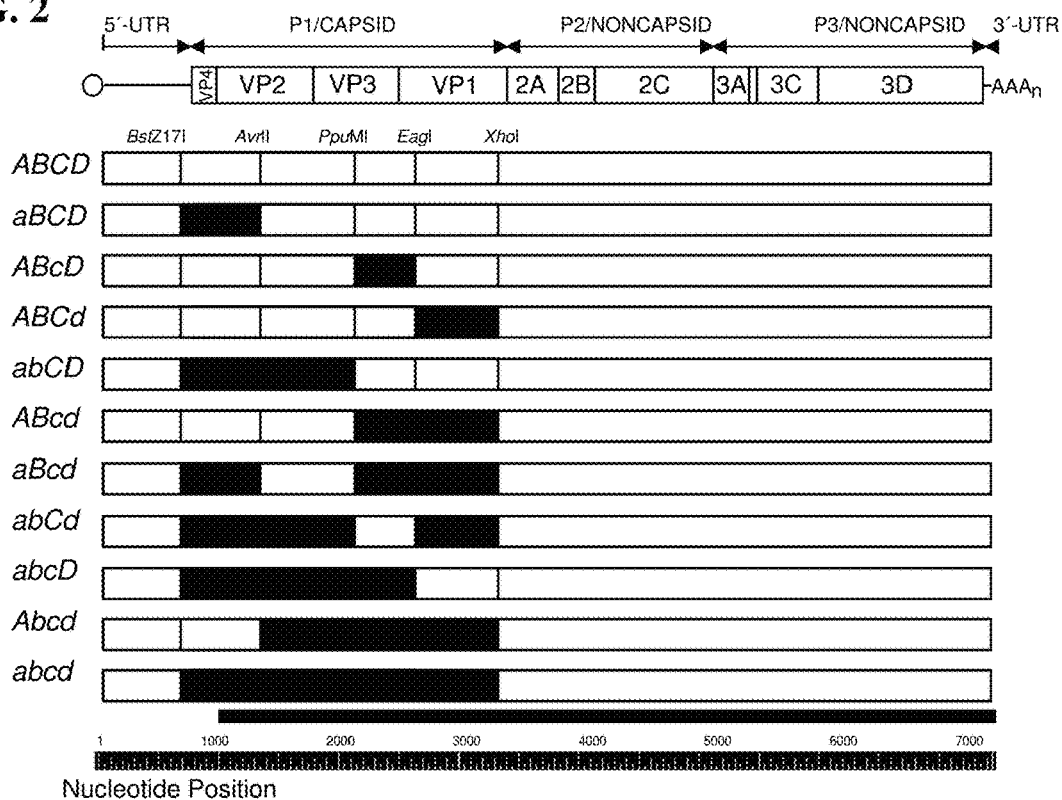 G. 2
5´-UTR P1/CAPSID P2/NONCAPSID P3/NONCAPSID 3´-UTR
VP4 VP2 VP3 VP1 2A 2B 2C 3A 3C 3D AAAn
BstZ17I AvrII PpuMI EagI XhoI
ABCD
aBCD
ABcD
ABCd
abCD
ABcd
aBcd
abCd
abcD
Abcd
abcd
1 1000 2000 3000 4000 5000 6000 7000
Nucleotide Position